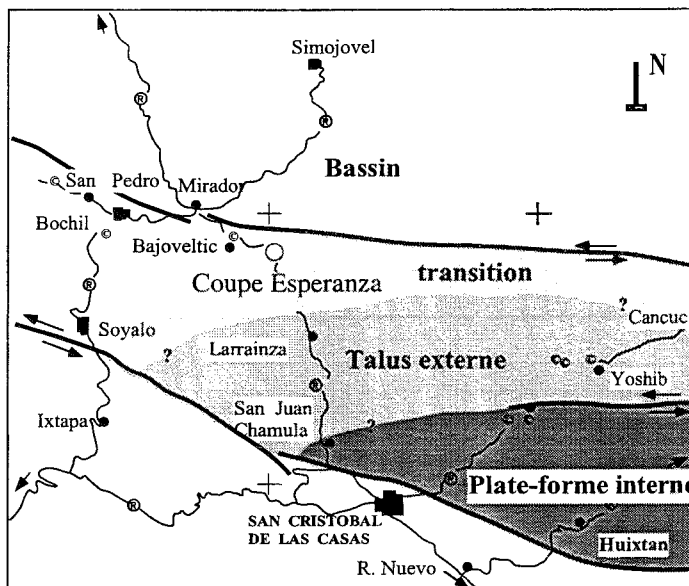 Simojovel
N
R
R
Bassin
© San Pedro Mirador
Bochil
©
Bajoveltic
©
Coupe Esperanza
transition
R
?
Cancuc
Soyalo
?
Larrainza
Talus externe
© ©
©
Yoshib
R
San Juan
Chamula
?
© ©
Ixtapa
R
Plate-forme interne
R
SAN CRISTOBAL
DE LAS CASAS
Huixtan
R. Nuevo